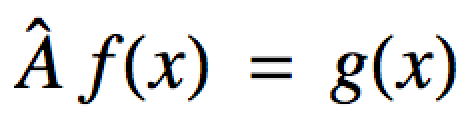 Â f(x) = g(x)